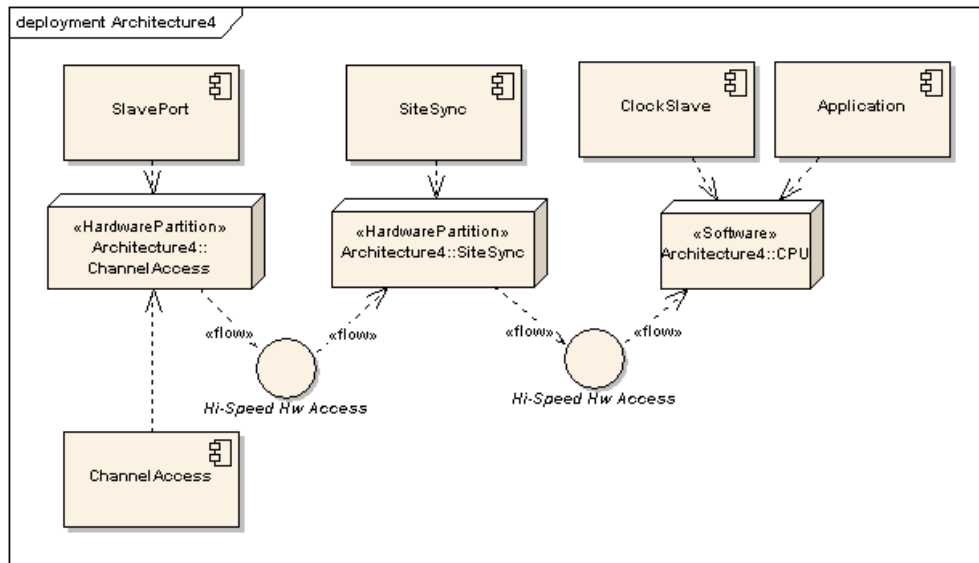 deployment Architecture4
SlavePort
SiteSync
ClockSlave
Application
«HardwarePartition»
Architecture4::
ChannelAccess
«HardwarePartition»
Architecture4::SiteSync
«Software»
Architecture4::CPU
«flow»
«flow»
«flow»
«flow»
Hi-Speed Hw Access
Hi-Speed Hw Access
ChannelAccess